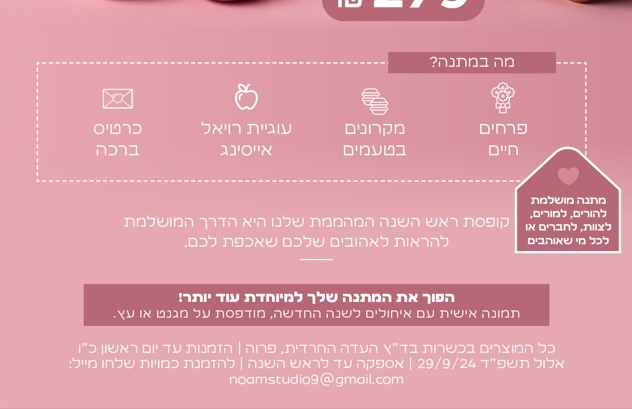 מה במתנה?
פרחים
חיים
מקרונים
בטעמים
עוגיית רויאל
אייסינג
כרטיס
ברכה
מתנה מושלמת
להורים, למורים,
לצוות, לחברים או
לכל מי שאוהבים
קופסת ראש השנה המהממת שלנו היא הדרך המושלמת
להראות לאהובים שלכם שאכפת לכם.
הפוך את המתנה שלך למיוחדת עוד יותר!
תמונה אישית עם איחולים לשנה החדשה, מודפסת על מגנט או עץ.
כל המוצרים בכשרות בד״ץ העדה החרדית, פרוה | הזמנות עד יום ראשון כ״ו
אלול תשפ״ד 29/9/24 | אספקה עד לראש השנה | להזמנת כמויות שלחו מייל:
noamstudio9@gmail.com